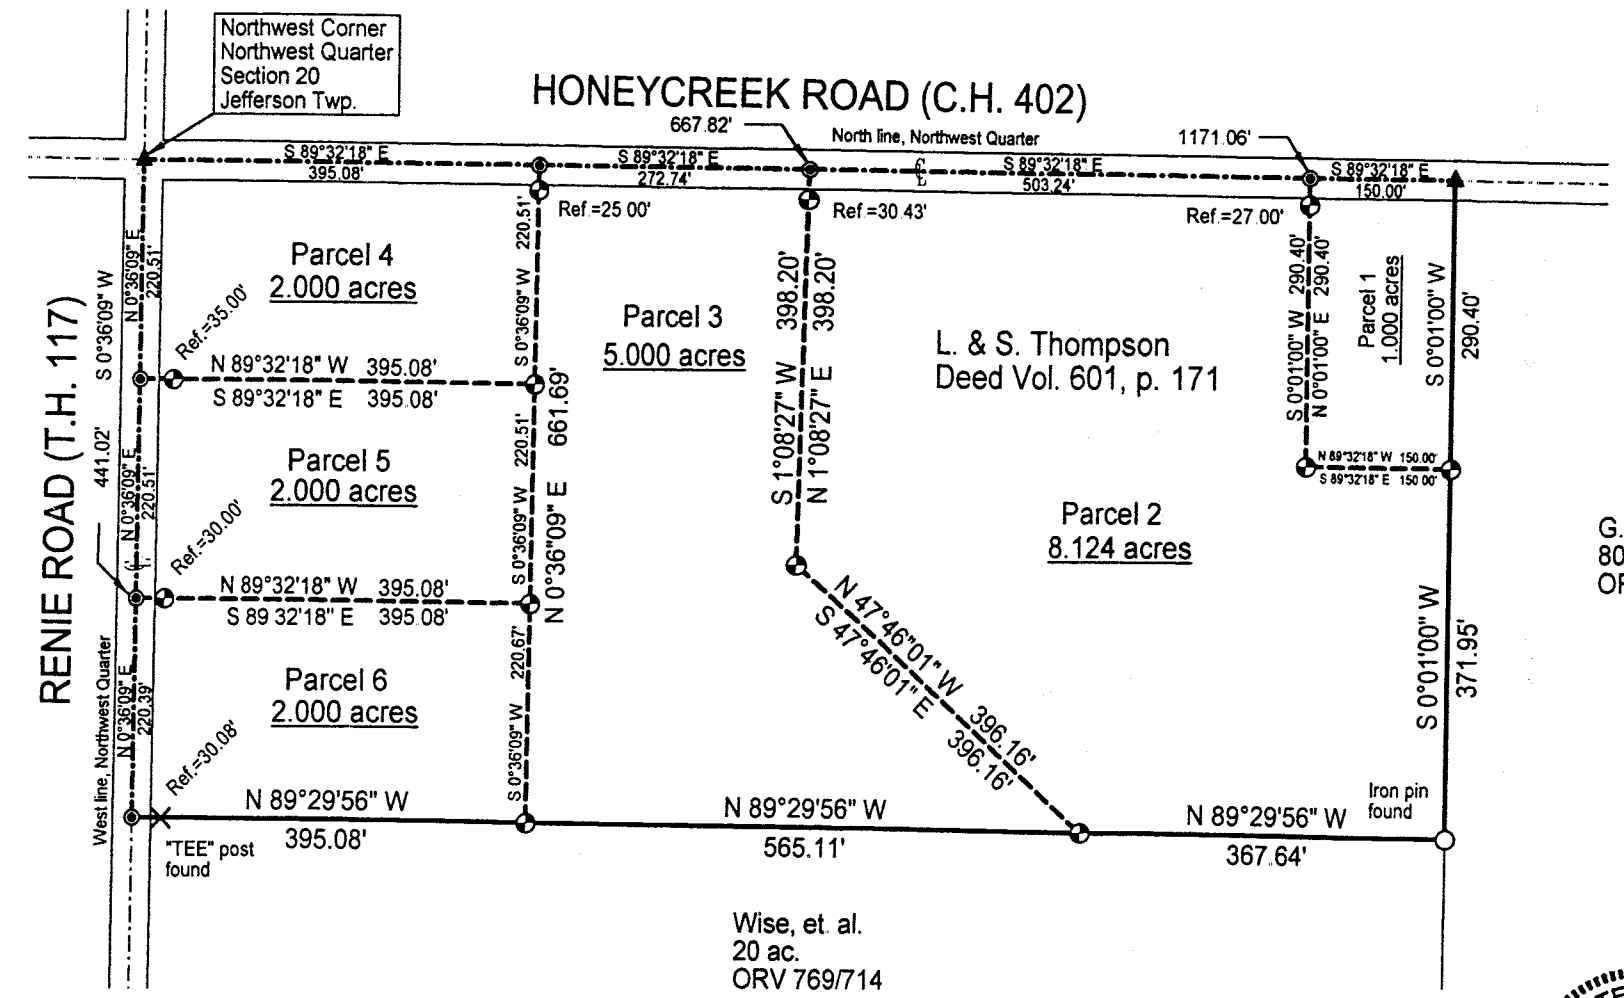 Northwest Corner
Northwest Quarter
Section 20
Jefferson Twp.
HONEYCREEK ROAD (C.H. 402)
667.82'
North line, Northwest Quarter
1171.06'
S 89°32'18" E
395.08'
S 89°32'18" E
272.74'
S 89°32'18" E
503.24'
S 89°32'18" E
150.00'
Ref.=25.00'
Ref.=30.43'
Ref.=27.00'
RENIE ROAD (T.H. 117)
S 0°36'09" W
441.02'
N 0°36'09" E
220.51'
Parcel 4
2.000 acres
Ref.=35.00'
S 0°36'09" W 220.51'
N 89°32'18" W 395.08'
S 89°32'18" E 395.08'
N 0°36'09" E
220.51'
Parcel 5
2.000 acres
Ref.=30.00'
S 0°36'09" W 220.51'
N 0°36"09" E 661.69'
N 89°32'18" W 395.08'
S 89 32'18" E 395.08'
West line, Northwest Quarter
N 0°36'09" E
220.39'
Parcel 6
2.000 acres
Ref.=30.08'
S 0°36'09" W 220.67'
N 89°29'56" W
395.08'
"TEE" post
found
Parcel 3
5.000 acres
S 1°08'27" W 398.20'
N 1°08'27" E 398.20'
L. & S. Thompson
Deed Vol. 601, p. 171
Parcel 2
8.124 acres
N 47°46"01" W 396.16'
S 47°46'01" E 396.16'
S 0°01'00" W 290.40'
N 0°01'00" E 290.40'
Parcel 1
1.000 acres
S 0°01'00" W
290.40'
N 89°32'18" W 150.00'
S 89°32'18" E 150 00'
S 0°01'00" W
371.95'
Iron pin
found
N 89°29'56" W
565.11'
N 89°29'56" W
367.64'
Wise, et. al.
20 ac.
ORV 769/714
G.
80